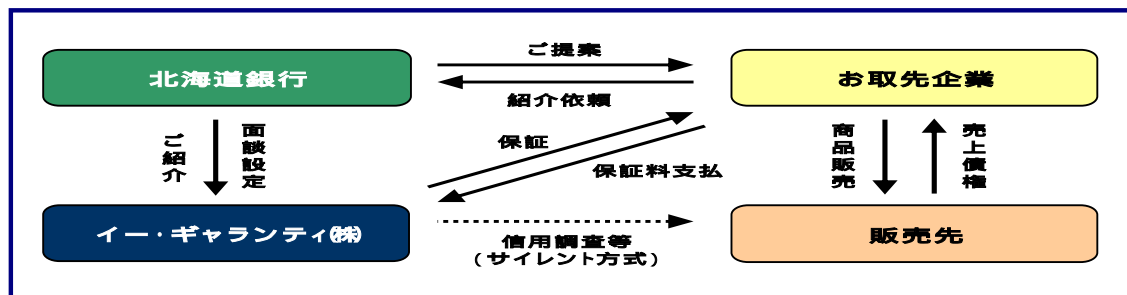 ご提案
北海道銀行
お取先企業
紹介依頼
ご紹介
面談設定
保証
保証料支払
商品販売
売上債権
イー・ギャランティ(株)
信用調査等
(サイレント方式)
販売先